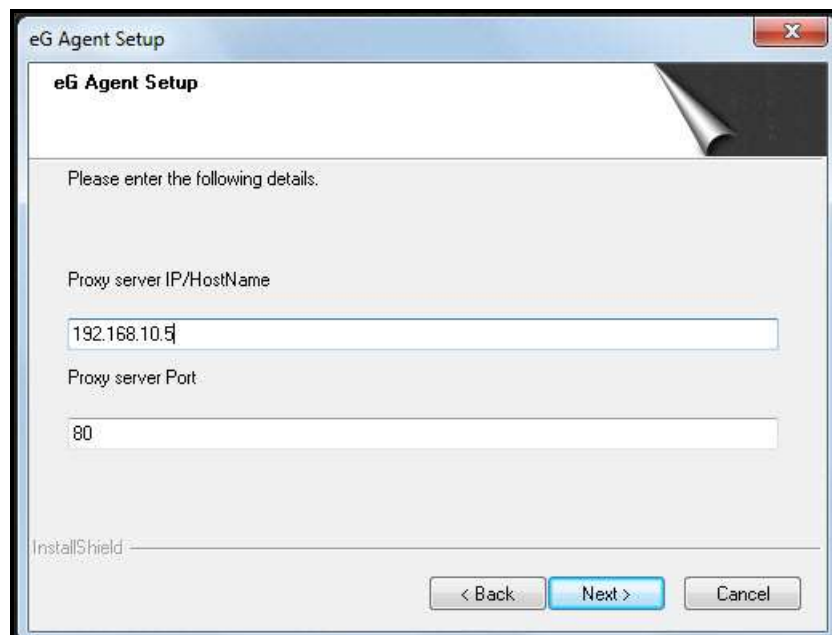 eG Agent Setup
eG Agent Setup
Please enter the following details.
Proxy server IP/HostName
192.168.10.5
Proxy server Port
80
InstallShield
< Back Next > Cancel